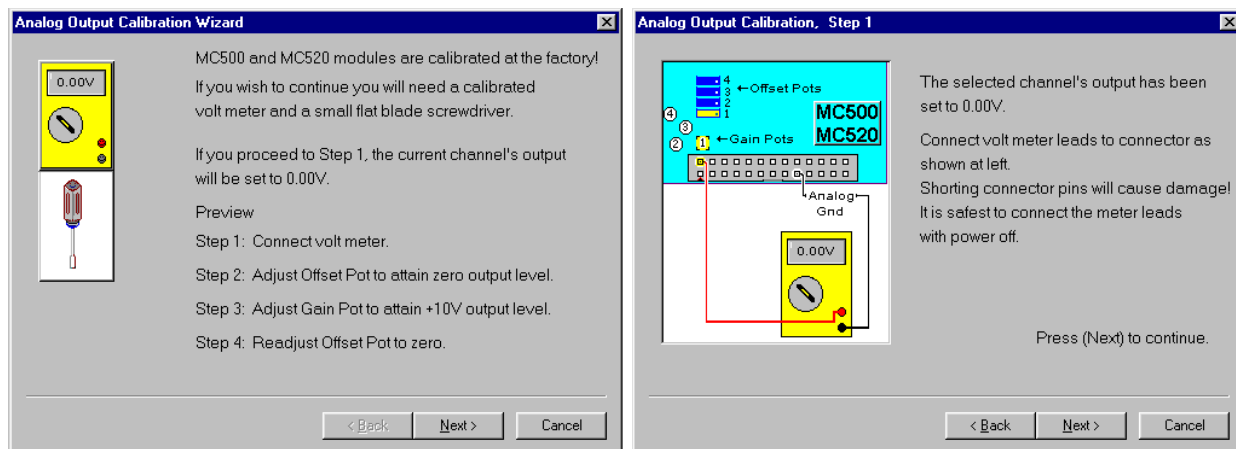 Analog Output Calibration Wizard
0.00V
MC500 and MC520 modules are calibrated at the factory!
If you wish to continue you will need a calibrated
volt meter and a small flat blade screwdriver.
If you proceed to Step 1, the current channel's output
will be set to 0.00V.
Preview
Step 1: Connect volt meter.
Step 2: Adjust Offset Pot to attain zero output level.
Step 3: Adjust Gain Pot to attain +10V output level.
Step 4: Readjust Offset Pot to zero.
< Back
Next >
Cancel
Analog Output Calibration, Step 1
4
3
2
1
Offset Pots
MC500
MC520
4
3
2
1
Gain Pots
Analog
Gnd
0.00V
The selected channel's output has been
set to 0.00V.
Connect volt meter leads to connector as
shown at left.
Shorting connector pins will cause damage!
It is safest to connect the meter leads
with power off.
Press (Next) to continue.
< Back
Next >
Cancel